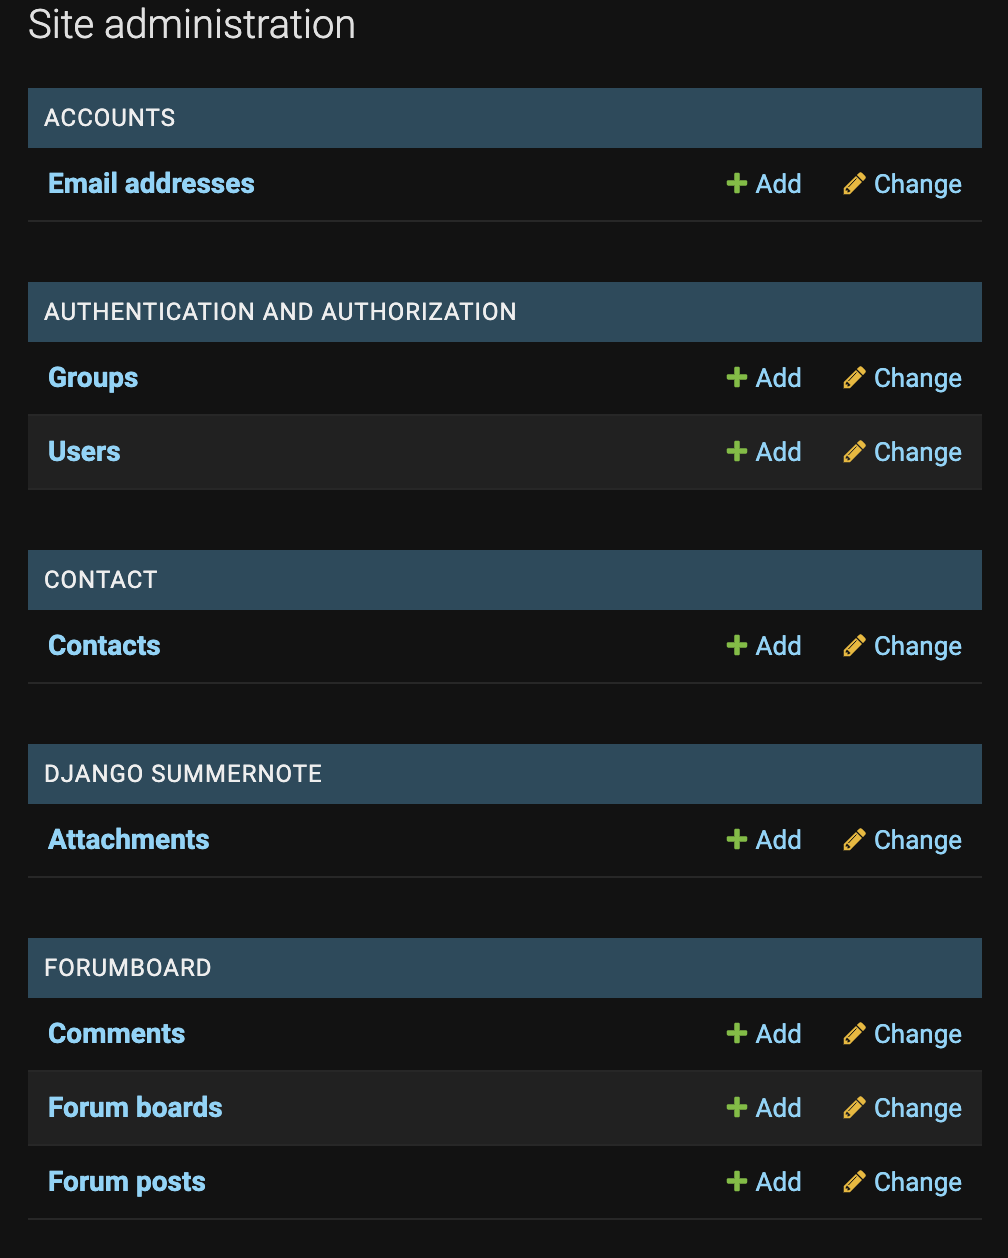 Site administration
ACCOUNTS
Email addresses Add Change
AUTHENTICATION AND AUTHORIZATION
Groups Add Change
Users Add Change
CONTACT
Contacts Add Change
DJANGO SUMMERNOTE
Attachments Add Change
FORUMBOARD
Comments Add Change
Forum boards Add Change
Forum posts Add Change